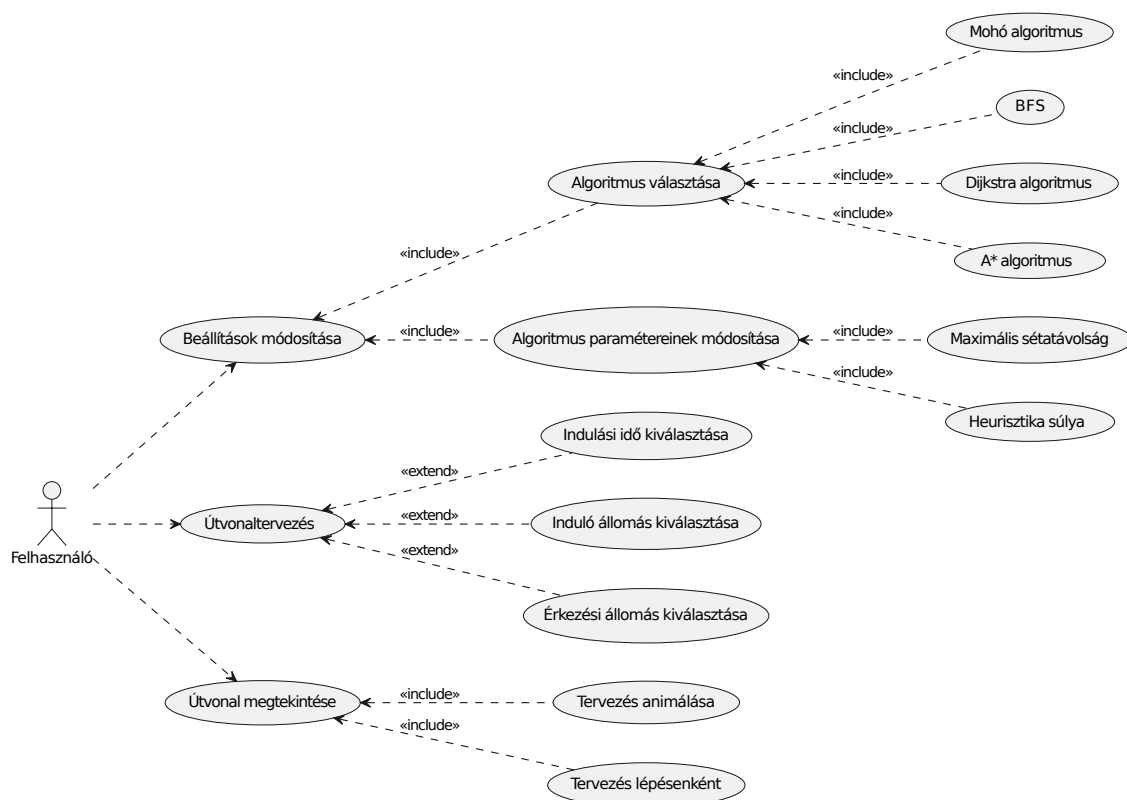 Mohó algoritmus
«include»
BFS
«include»
Algoritmus választása
«include»
Dijkstra algoritmus
«include»
A* algoritmus
«include»
Beállítások módosítása
«include»
Algoritmus paramétereinek módosítása
«include»
Maximális sétatávolság
«include»
Heurisztika súlya
Indulási idő kiválasztása
«extend»
Felhasználó
Útvonaltervezés
«extend»
Induló állomás kiválasztása
«extend»
Érkezési állomás kiválasztása
Útvonal megtekintése
«include»
Tervezés animálása
«include»
Tervezés lépésenként